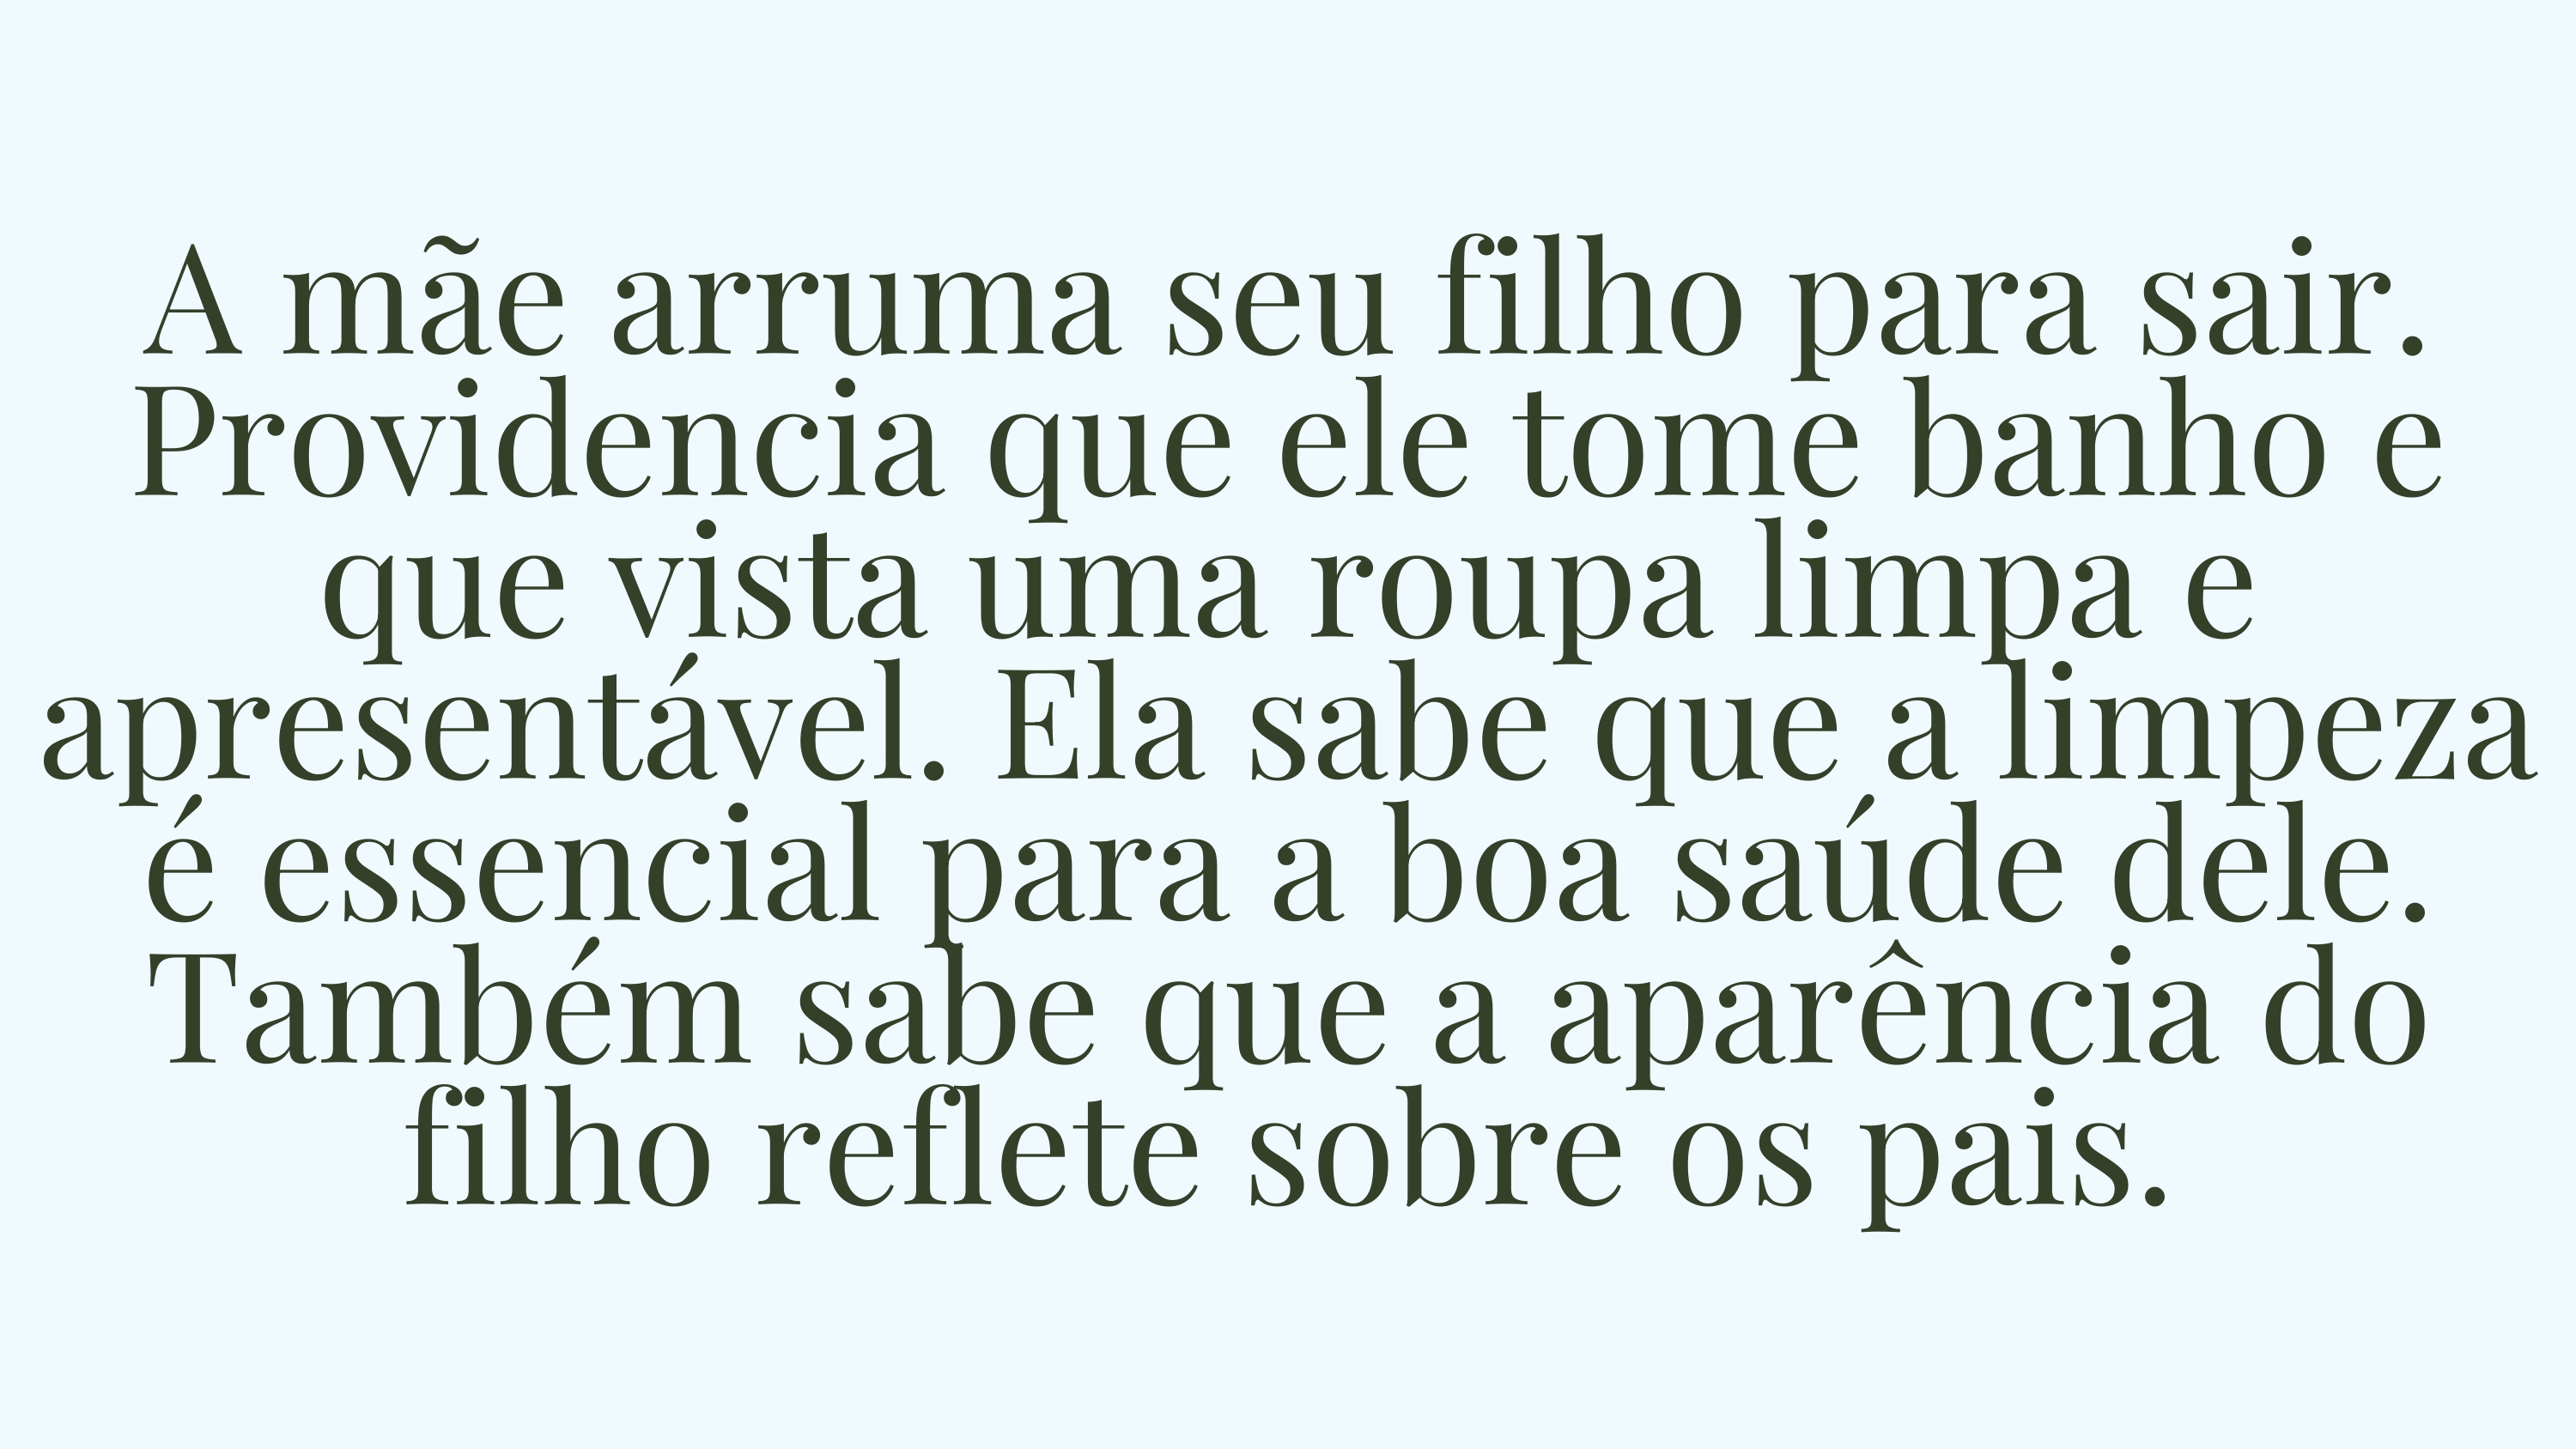 A mãe arruma seu filho para sair.
Providencia que ele tome banho e
que vista uma roupa limpa e
apresentável. Ela sabe que a limpeza
é essencial para a boa saúde dele.
Também sabe que a aparência do
filho reflete sobre os pais.